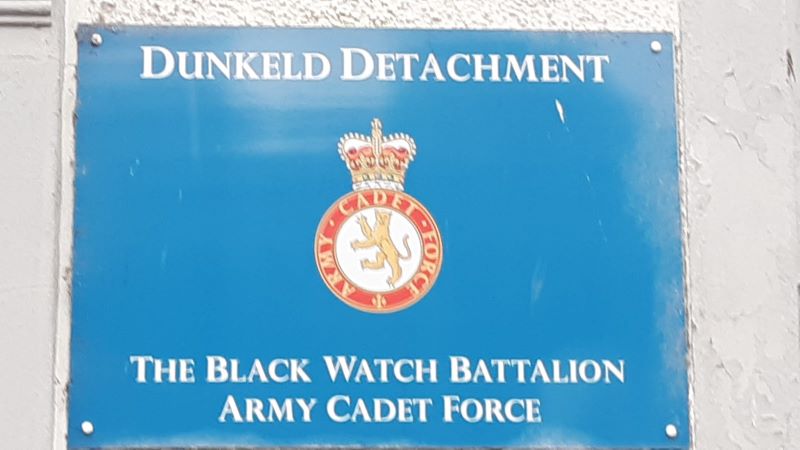 DUNKELD DETACHMENT
ARMY · CADET · FORCE
THE BLACK WATCH BATTALION
ARMY CADET FORCE